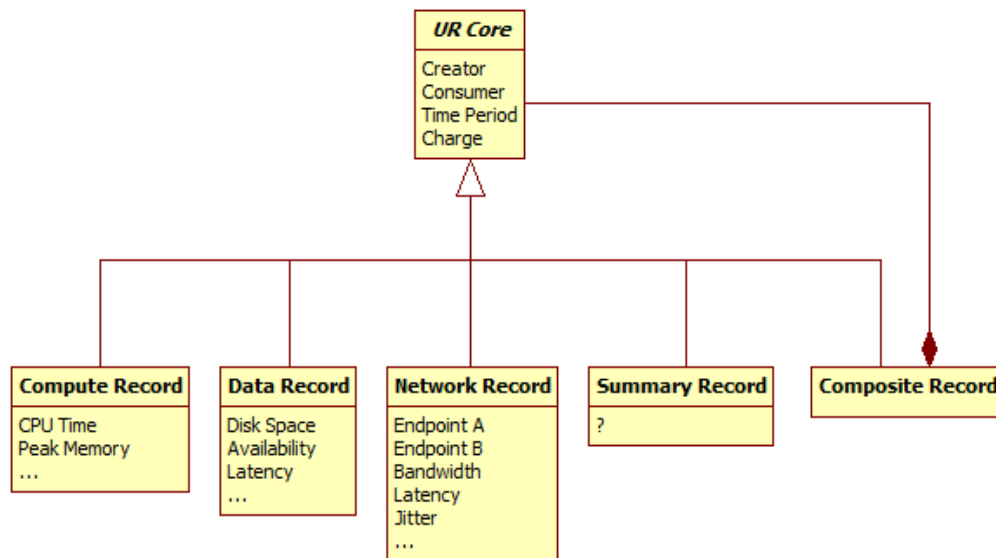 UR Core
Creator
Consumer
Time Period
Charge
Compute Record
CPU Time
Peak Memory
...
Data Record
Disk Space
Availability
Latency
...
Network Record
Endpoint A
Endpoint B
Bandwidth
Latency
Jitter
...
Summary Record
?
Composite Record